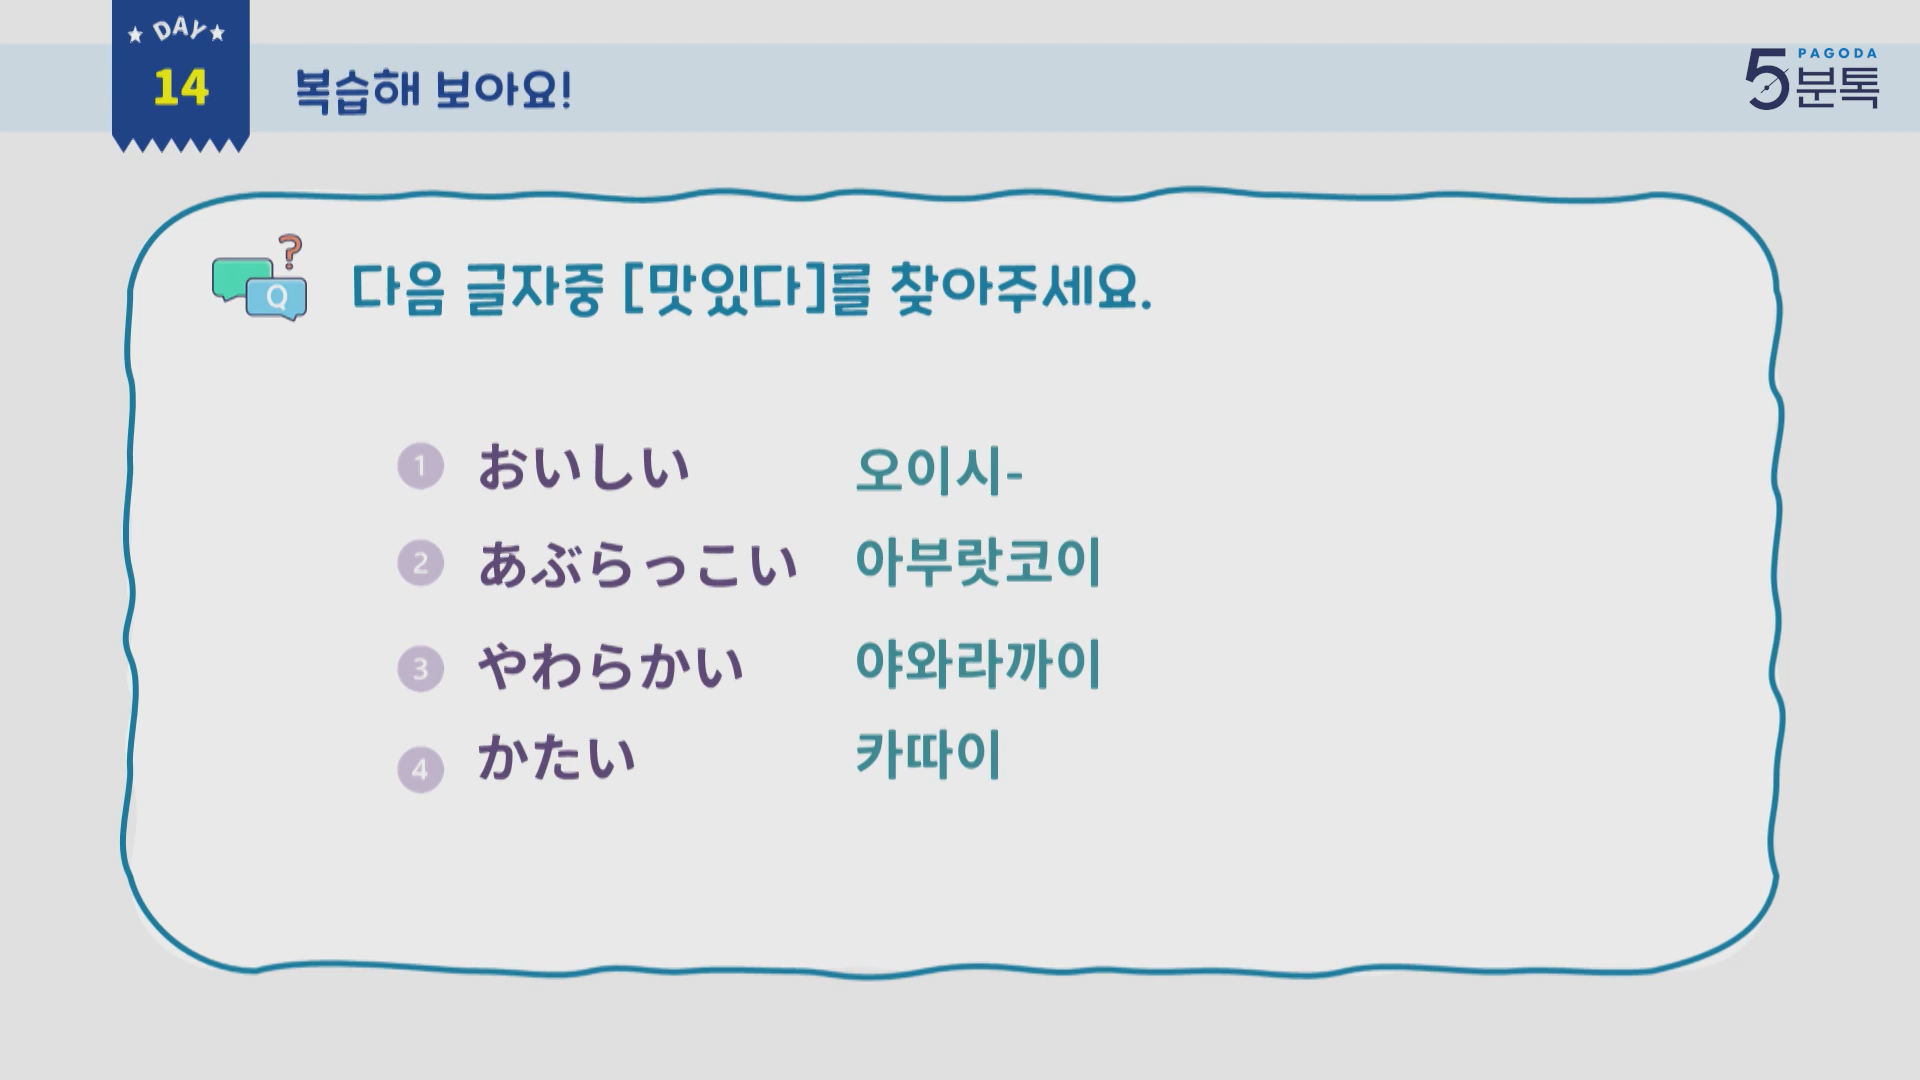 DAY
14
복습해 보아요!
PAGODA
5분톡
?
Q
다음 글자중 [맛있다]를 찾아주세요.
1 おいしい 오이시-
2 あぶらっこい 아부랏코이
3 やわらかい 야와라까이
4 かたい 카따이